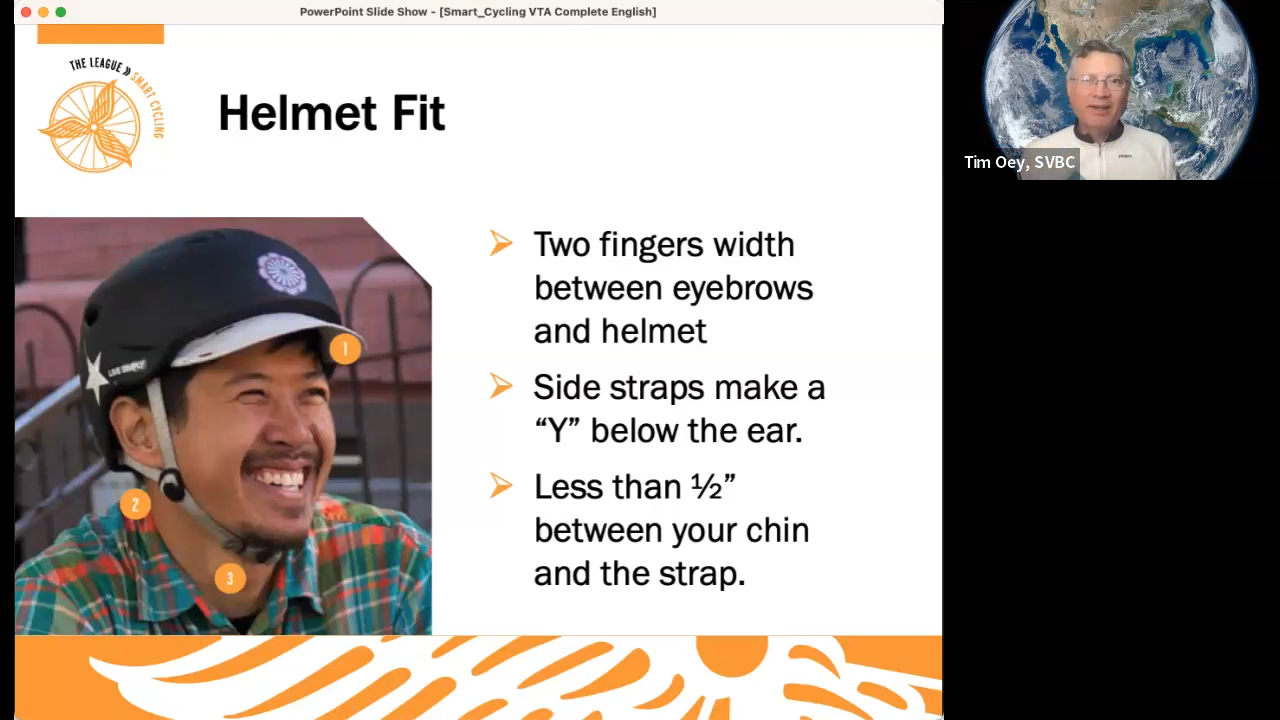 PowerPoint Slide Show - [Smart_Cycling VTA Complete English]
THE LEAGUE »
SMART CYCLING
Helmet Fit
Tim Oey, SVBC
Two fingers width
between eyebrows
and helmet
Side straps make a
“Y” below the ear.
Less than ½”
between your chin
and the strap.
1
2
3